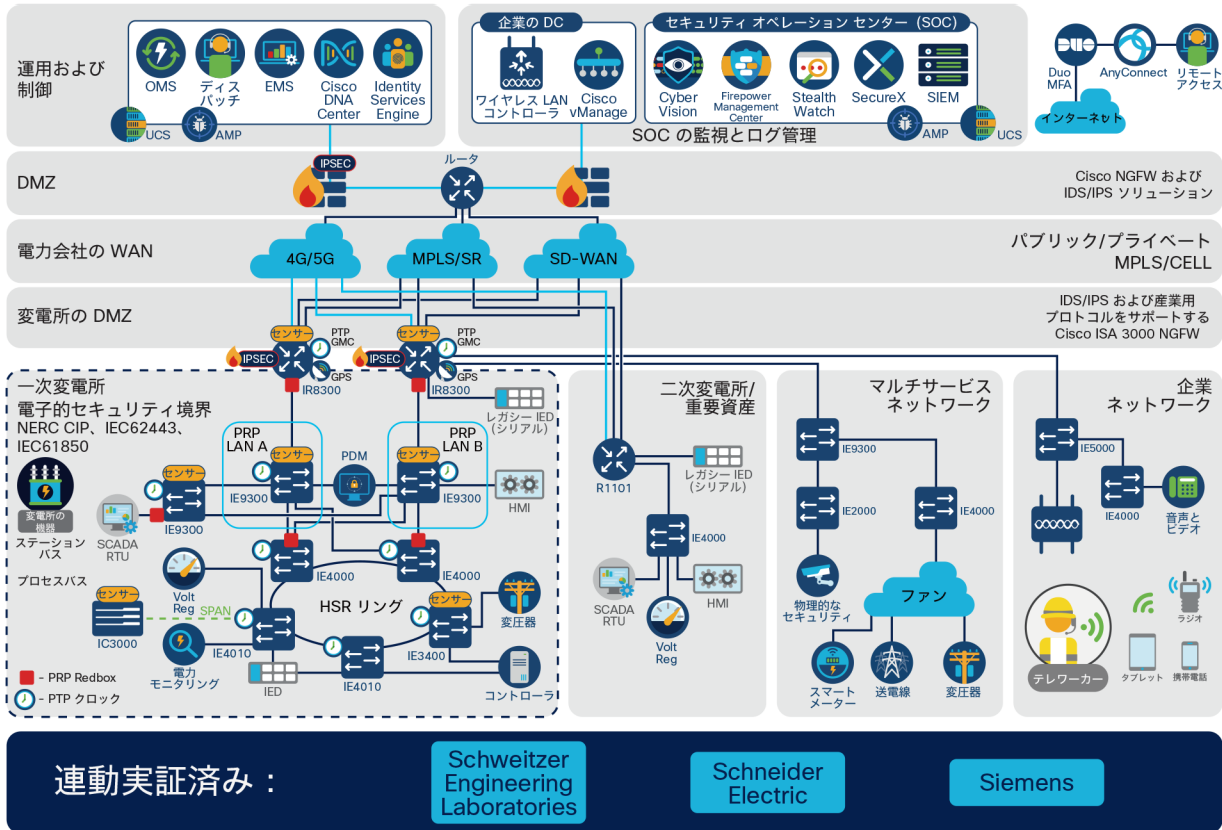 運用および
制御
OMS
ディス
パッチ
EMS
Cisco
DNA
Center
Identity
Services
Engine
UCS
AMP
企業の DC
ワイヤレス LAN
コントローラ
Cisco
vManage
セキュリティ オペレーション センター（SOC）
Cyber
Vision
Firepower
Management
Center
Stealth
Watch
SecureX
SIEM
SOC の監視とログ管理
AMP
UCS
Duo
MFA
AnyConnect
リモート
アクセス
インターネット
DMZ
IPSEC
ルータ
Cisco NGFW および
IDS/IPS ソリューション
電力会社の WAN
4G/5G
MPLS/SR
SD-WAN
パブリック/プライベート
MPLS/CELL
変電所の DMZ
IDS/IPS および産業用
プロトコルをサポートする
Cisco ISA 3000 NGFW
センサー
PTP
GMC
IPSEC
GPS
IR8300
センサー
PTP
GMC
IPSEC
GPS
IR8300
一次変電所
電子的セキュリティ境界
NERC CIP、IEC62443、
IEC61850
レガシー IED
(シリアル)
PRP
LAN A
センサー
IE9300
PDM
PRP
LAN B
センサー
IE9300
HMI
変電所の
機器
ステーション
バス
SCADA
RTU
センサー
IE9300
IE4000
IE4000
プロセスバス
Volt
Reg
HSR リング
センサー
IC3000
SPAN
IE4010
電力
モニタリング
IED
IE4010
センサー
IE3400
変圧器
コントローラ
- PRP Redbox
- PTP クロック
二次変電所/
重要資産
R1101
レガシー IED
(シリアル)
IE4000
SCADA
RTU
Volt
Reg
HMI
マルチサービス
ネットワーク
IE9300
IE2000
IE4000
物理的な
セキュリティ
ファン
スマート
メーター
送電線
変圧器
企業
ネットワーク
IE5000
IE4000
音声と
ビデオ
テレワーカー
ラジオ
タブレット
携帯電話
連動実証済み：
Schweitzer
Engineering
Laboratories
Schneider
Electric
Siemens